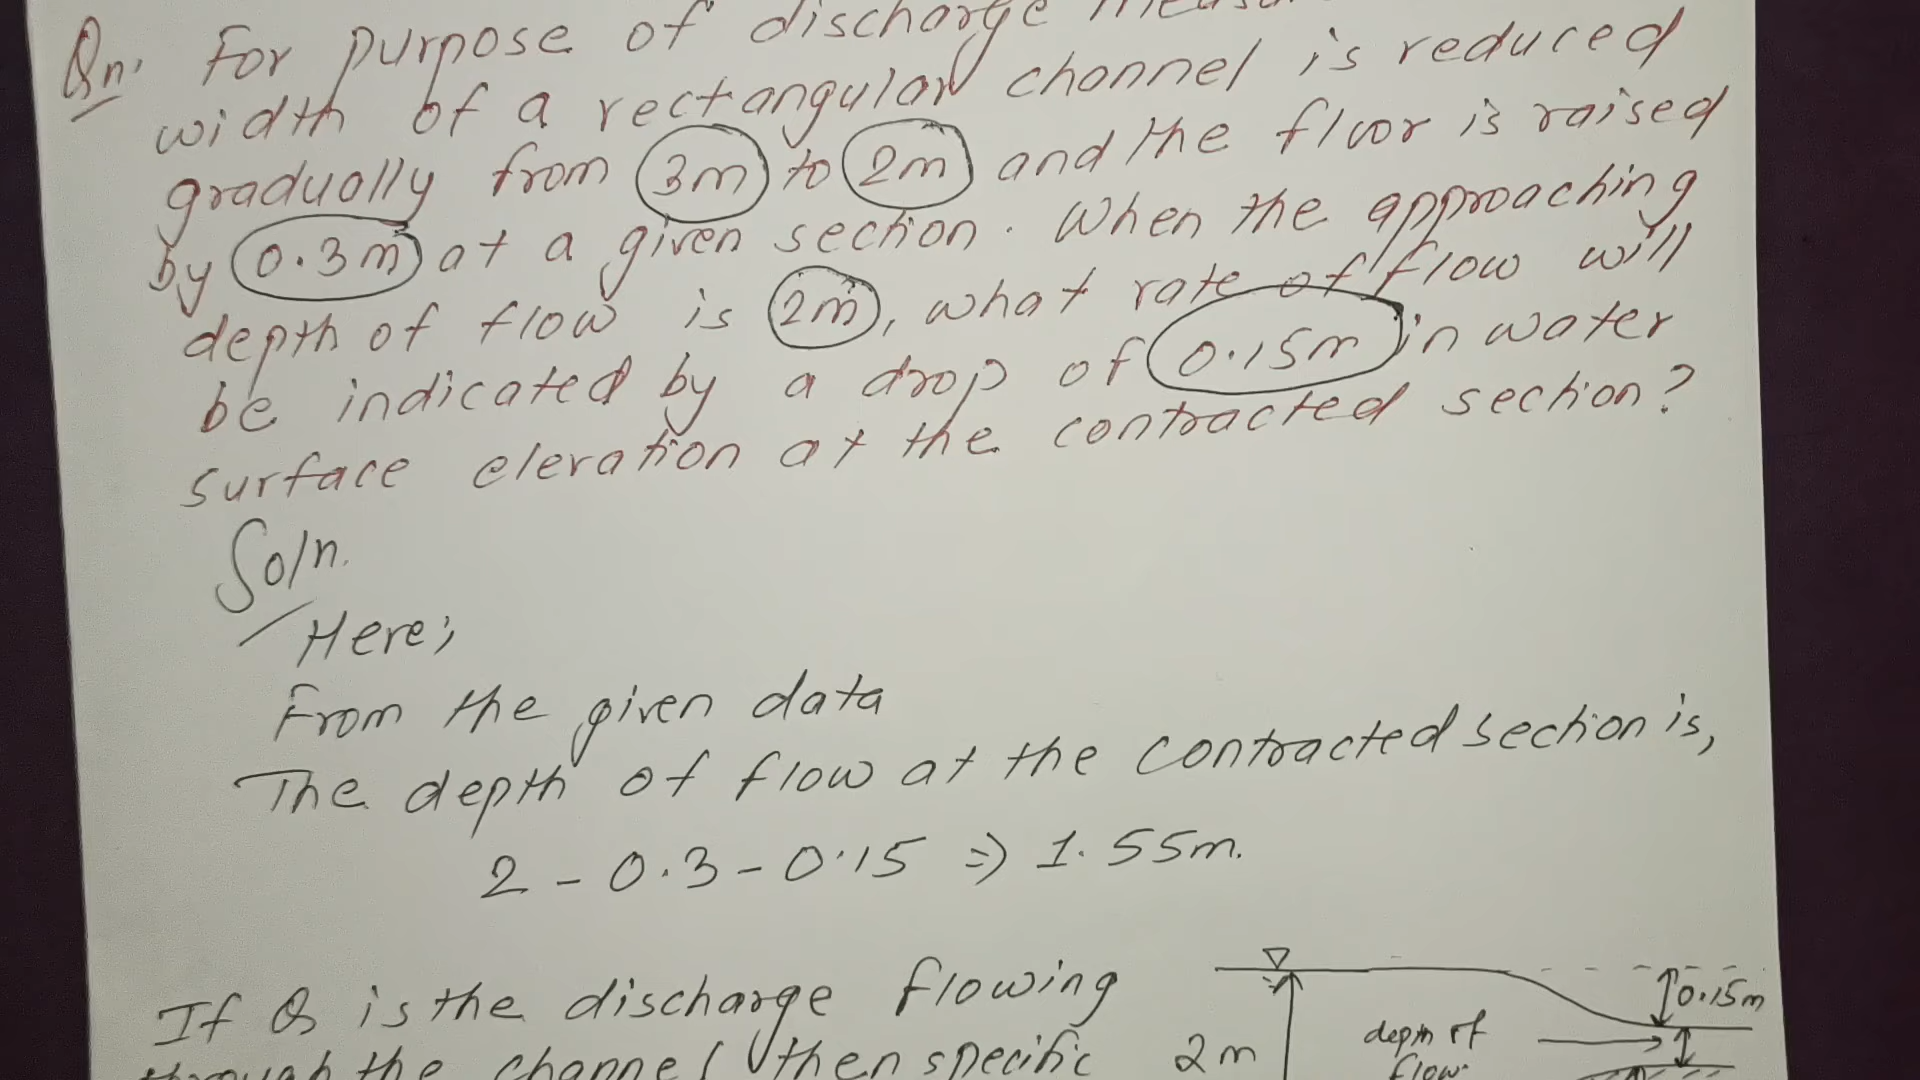 Qn. For purpose of discharge
width of a rectangular channel is reduced
gradually from 3m to 2m and the floor is raised
by 0.3m at a given section. When the approaching
depth of flow is 2m, what rate of flow will
be indicated by a drop of 0.15m in water
surface elevation at the contracted section?
Soln.
Here;
From the given data
The depth of flow at the contracted section is,
2 - 0.3 - 0.15 => 1.55m.
If Q is the discharge flowing
through the channel then specific
0.15m
depth of
flow
2m